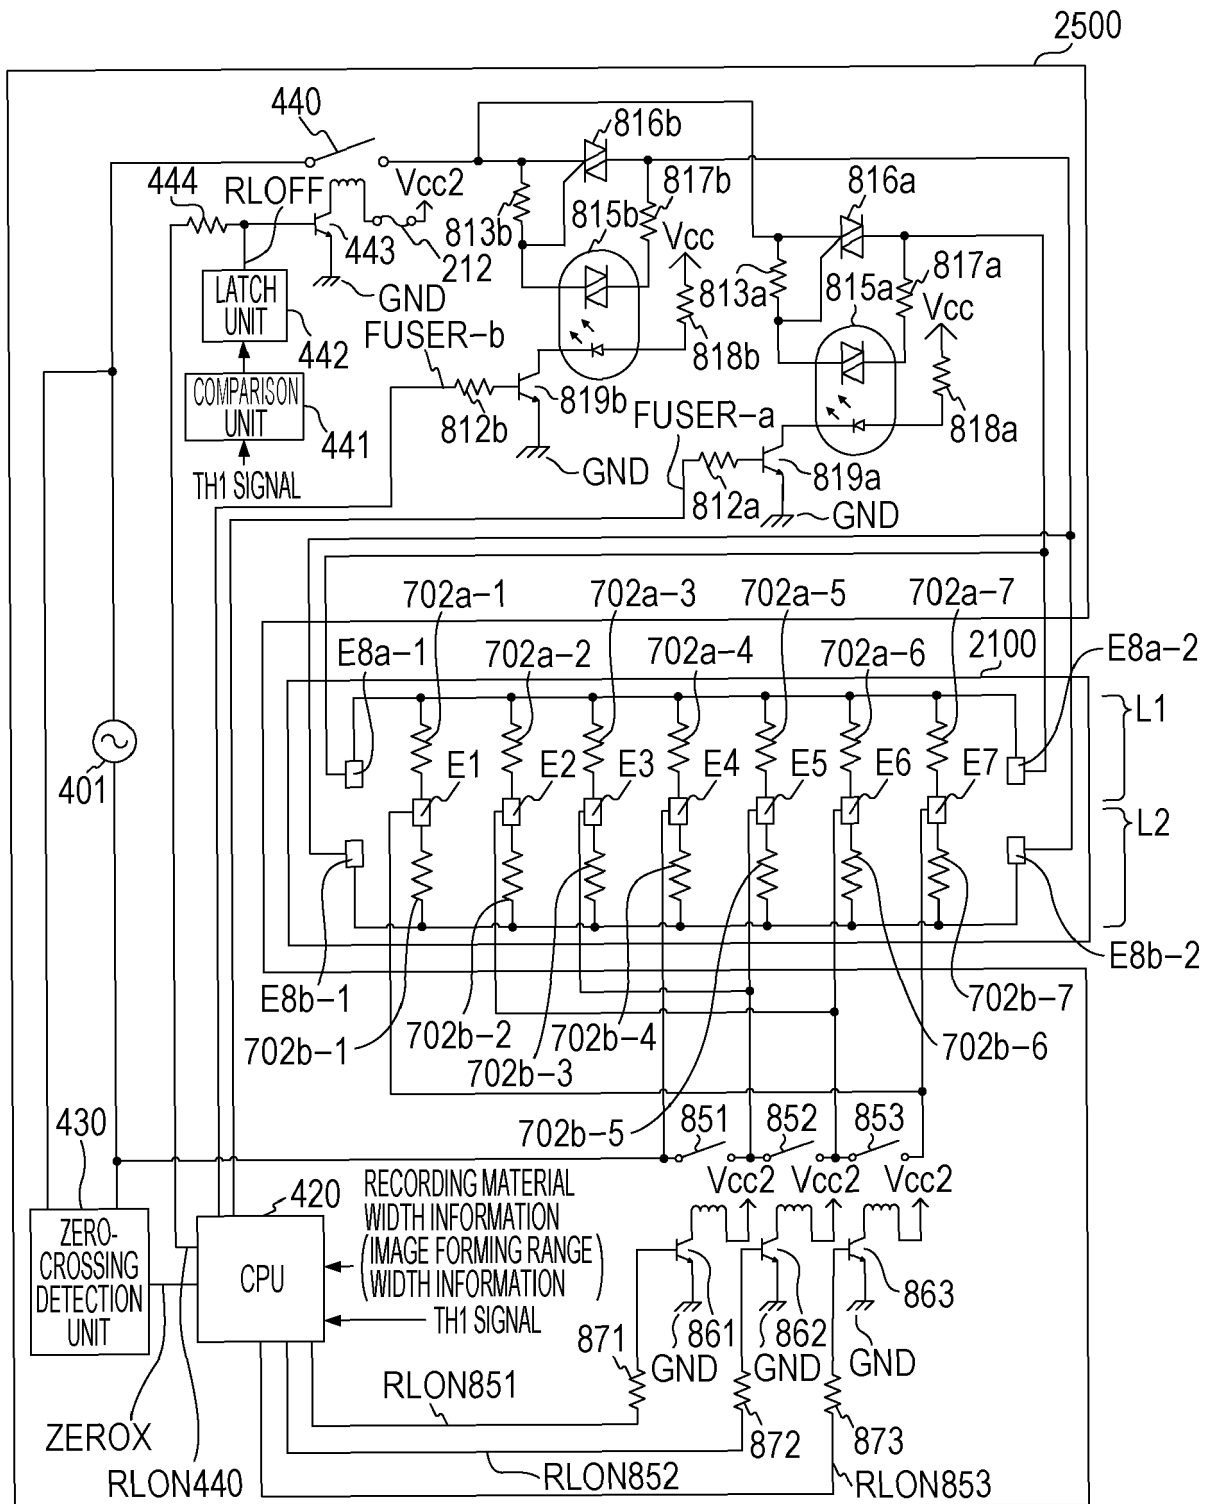 2500
440
816b
444
RLOFF
Vcc2
817b
816a
813b
815b
443
212
Vcc
817a
GND
813a
815a
LATCH
UNIT
Vcc
FUSER-b
442
818b
COMPARISON
UNIT
819b
FUSER-a
818a
441
812b
TH1 SIGNAL
GND
819a
812a
GND
702a-1
702a-3
702a-5
702a-7
E8a-1
702a-2
702a-4
702a-6
2100
E8a-2
L1
401
E1
E2
E3
E4
E5
E6
E7
L2
E8b-1
E8b-2
702b-7
702b-1
702b-2
702b-4
702b-6
702b-3
430
702b-5
851
852
853
420
RECORDING MATERIAL
WIDTH INFORMATION
(IMAGE FORMING RANGE
WIDTH INFORMATION)
Vcc2
Vcc2
Vcc2
ZERO-
CROSSING
DETECTION
UNIT
CPU
TH1 SIGNAL
871
861
862
863
GND
GND
GND
RLON851
ZEROX
872
873
RLON440
RLON852
RLON853